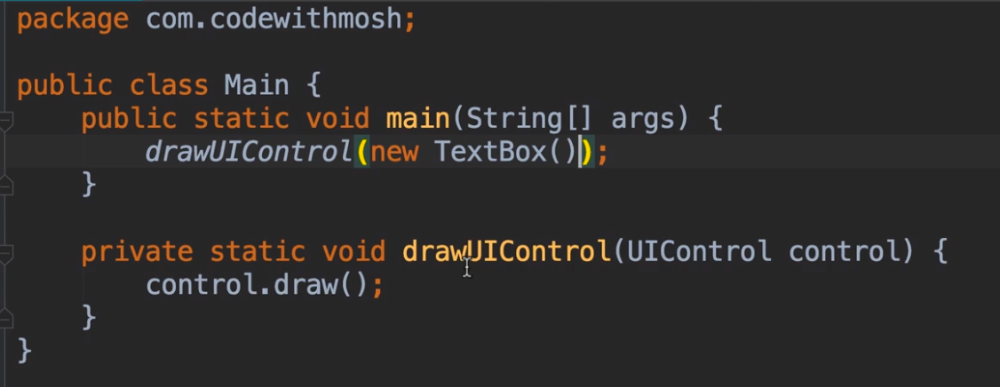 package com.codewithmosh;
public class Main {
public static void main(String[] args) {
drawUIControl(new TextBox());
}
private static void drawUIControl(UIControl control) {
control.draw();
}
}